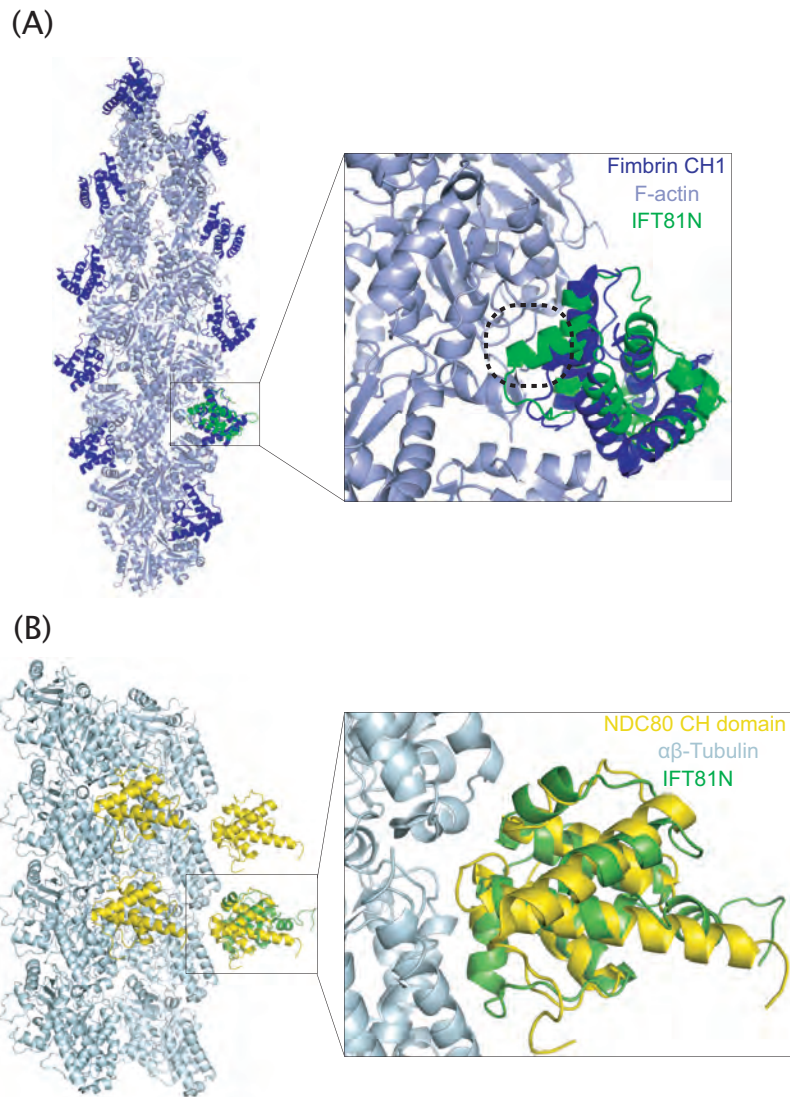 (A)
Fimbrin CH1
F-actin
IFT81N
(B)
NDC80 CH domain
αβ-Tubulin
IFT81N